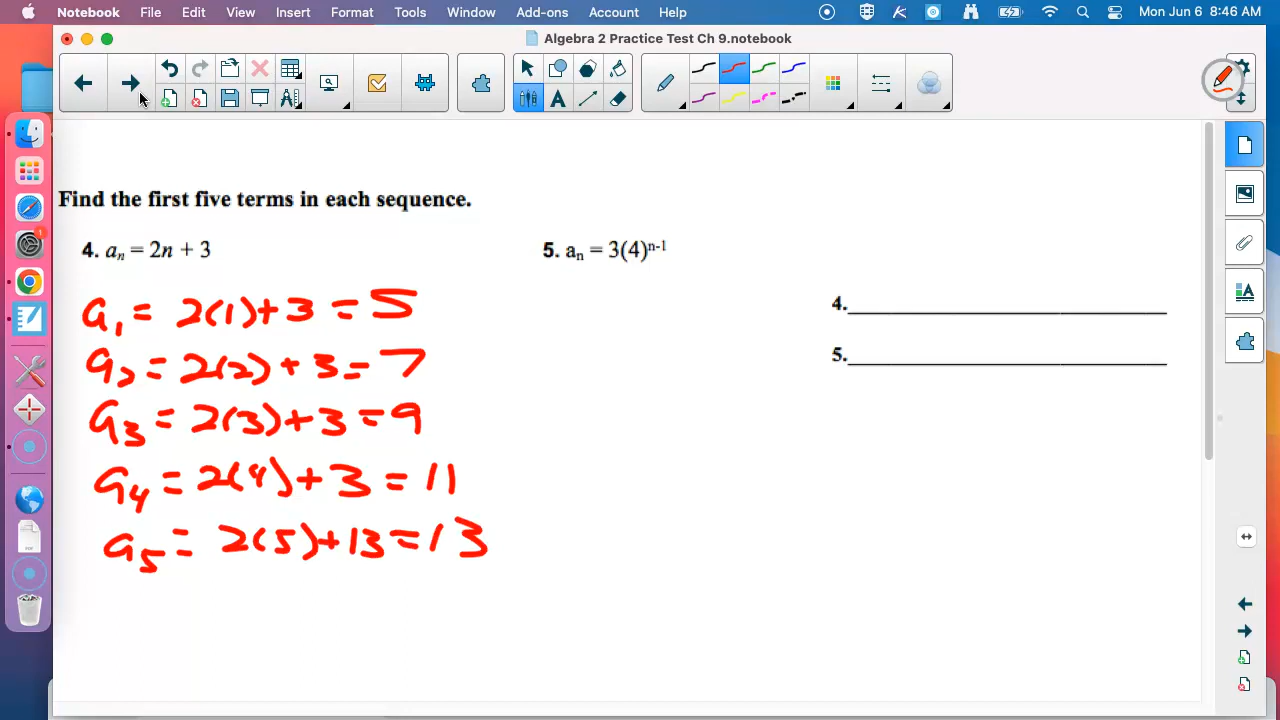 Notebook File Edit View Insert Format Tools Window Add-ons Account Help Mon Jun 6 8:46 AM
Algebra 2 Practice Test Ch 9.notebook
Find the first five terms in each sequence.
4. aₙ = 2n + 3
5. aₙ = 3(4)ⁿ⁻¹
a₁ = 2(1)+3 = 5
a₂ = 2(2)+3 = 7
a₃ = 2(3)+3 = 9
a₄ = 2(4)+3 = 11
a₅ = 2(5)+13 = 13
4.
5.